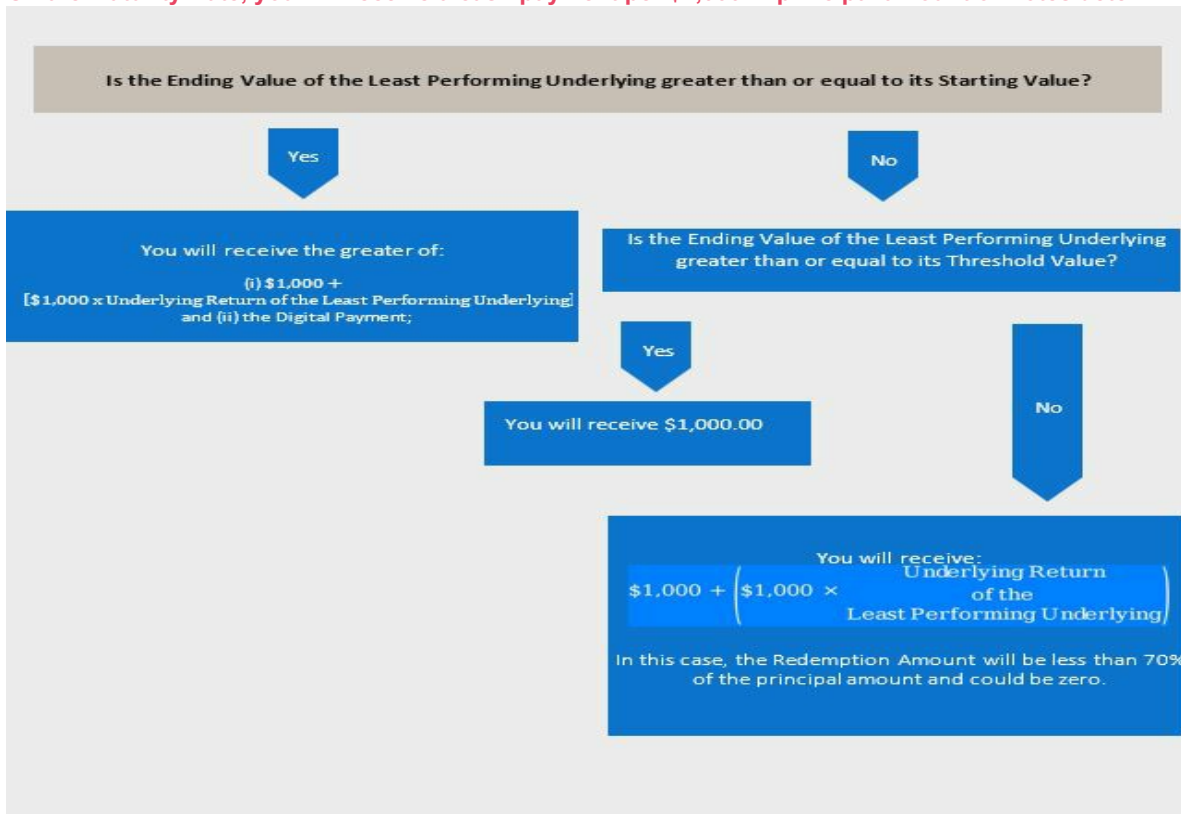 Is the Ending Value of the Least Performing Underlying greater than or equal to its Starting Value?
Yes
No
You will receive the greater of:
(i) $1,000 +
[$1,000 x Underlying Return of the Least Performing Underlying]
and (ii) the Digital Payment;
Is the Ending Value of the Least Performing Underlying
greater than or equal to its Threshold Value?
Yes
No
You will receive $1,000.00
You will receive:
$1,000 + ($1,000 × Underlying Return
of the
Least Performing Underlying)
In this case, the Redemption Amount will be less than 70%
of the principal amount and could be zero.